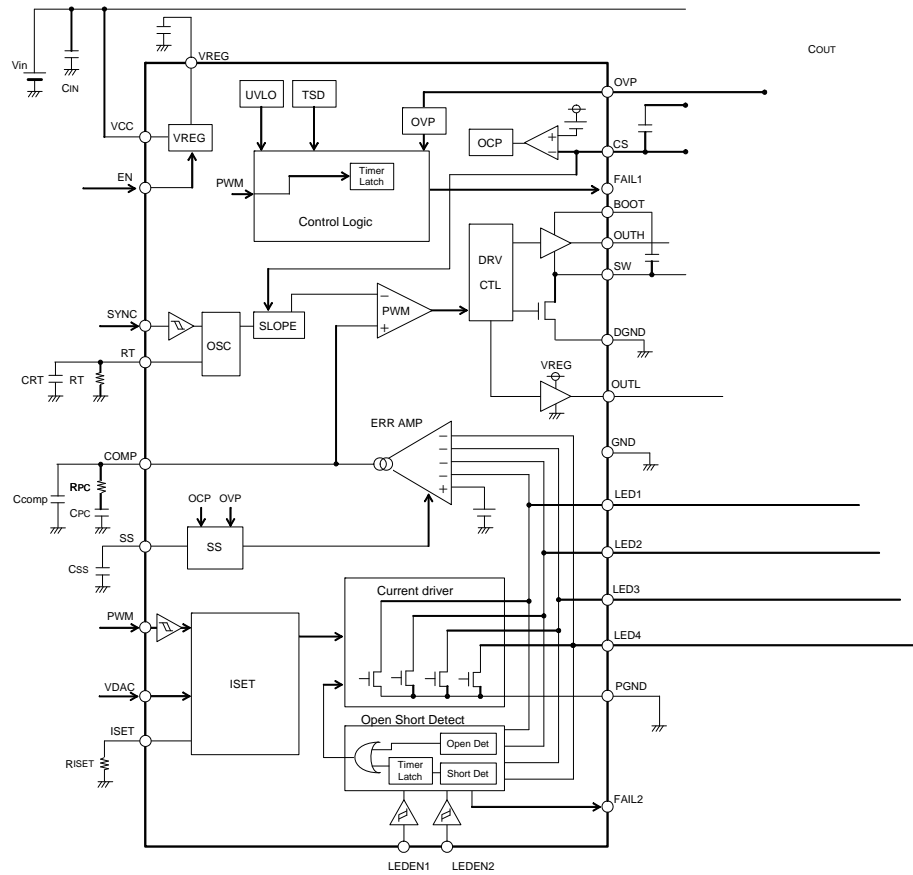 COUT
Vin
CIN
VREG
OVP
UVLO
TSD
OVP
OCP
+
−
CS
VCC
VREG
EN
PWM
Timer
Latch
Control Logic
FAIL1
BOOT
OUTH
SW
DRV
CTL
DGND
SYNC
OSC
SLOPE
−
PWM
+
RT
CRT
RT
VREG
OUTL
ERR AMP
−
−
−
−
+
GND
COMP
Ccomp
RPC
CPC
LED1
OCP
OVP
SS
SS
CSS
LED2
LED3
Current driver
PWM
LED4
ISET
VDAC
PGND
ISET
RISET
Open Short Detect
Open Det
Timer
Latch
Short Det
FAIL2
LEDEN1
LEDEN2